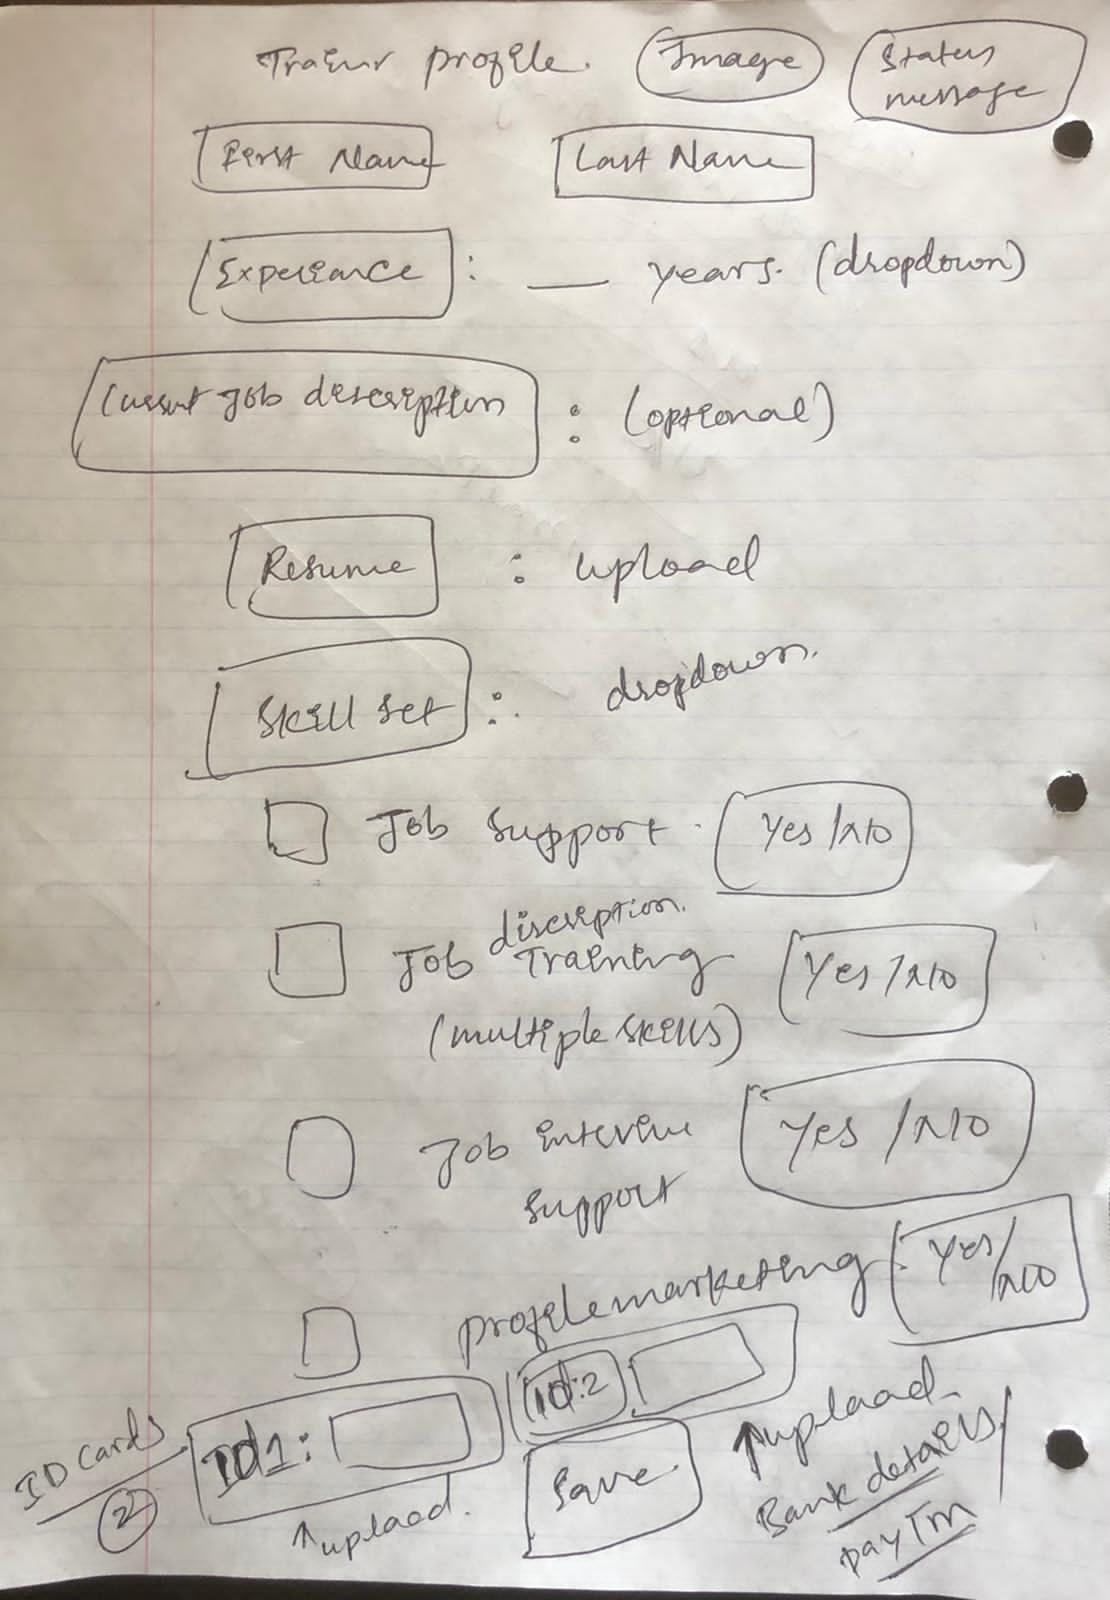 Trainer profile. Image Status message
First Name Last Name
Experiance : __ years. (dropdown)
Current Job discription : (optional)
Resume : upload
Skill set : dropdown.
Job support. Yes / NO
discription.
Job Training Yes / NO
(multiple skills)
Job interview Yes / NO
support
profile marketing. Yes / NO
ID cards
2
Id1:
upload.
Id:2
Save
upload
Bank details/
payTm